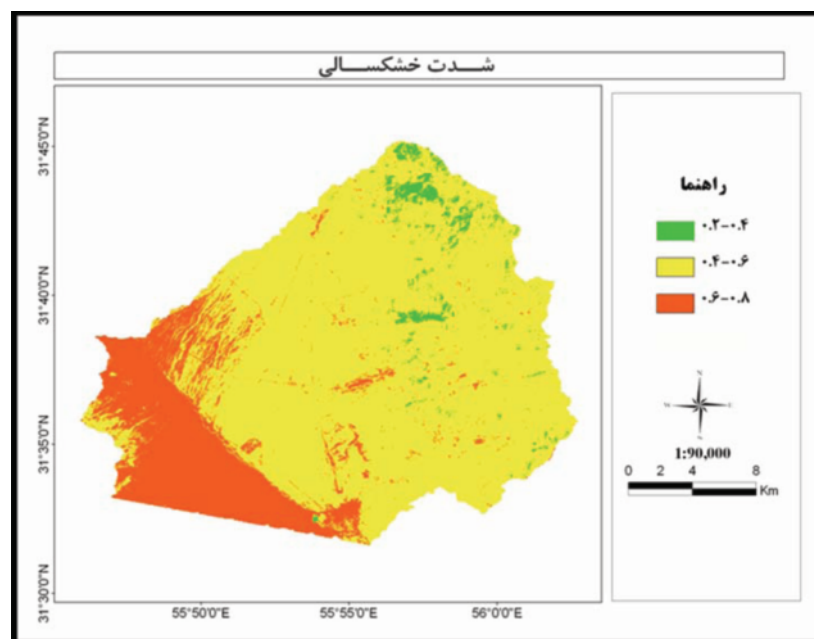 شـــدت خشکســـالی
31°45'0"N
31°40'0"N
31°35'0"N
31°30'0"N
55°50'0"E
55°55'0"E
56°0'0"E
راهنما
۰.۲-۰.۴
۰.۴-۰.۶
۰.۶-۰.۸
N
W E
S
1:90,000
0 2 4 8
Km